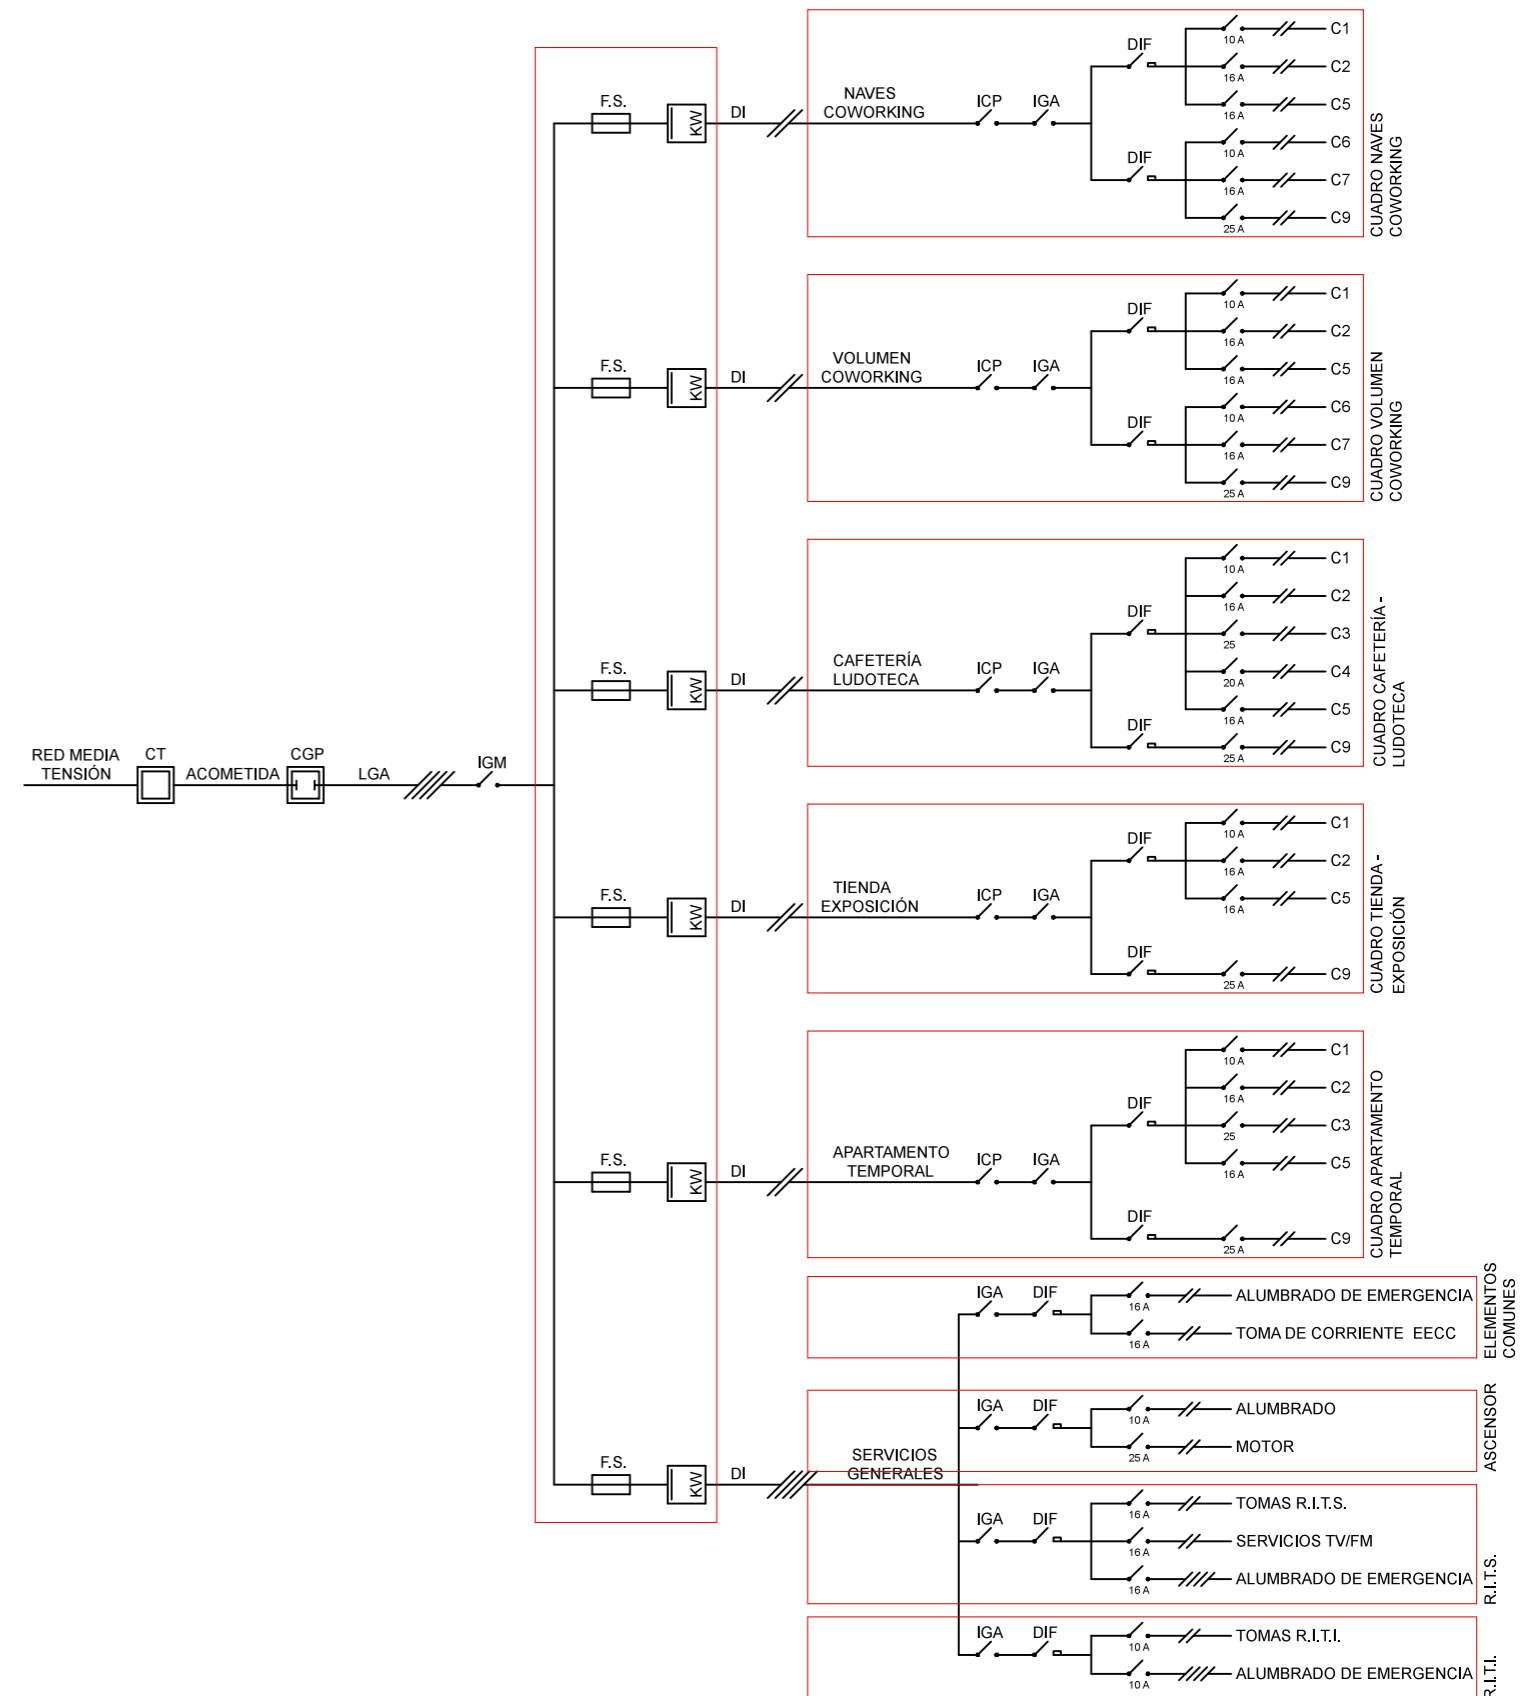 RED MEDIA
TENSIÓN
CT
ACOMETIDA
CGP
LGA
IGM
F.S.
KW
DI
NAVES
COWORKING
ICP
IGA
DIF
10 A
C1
16 A
C2
16 A
C5
DIF
10 A
C6
16 A
C7
25 A
C9
CUADRO NAVES
COWORKING
F.S.
KW
DI
VOLUMEN
COWORKING
ICP
IGA
DIF
10 A
C1
16 A
C2
16 A
C5
DIF
10 A
C6
16 A
C7
25 A
C9
CUADRO VOLUMEN
COWORKING
F.S.
KW
DI
CAFETERÍA
LUDOTECA
ICP
IGA
DIF
10 A
C1
16 A
C2
25
C3
20 A
C4
16 A
C5
DIF
25 A
C9
CUADRO CAFETERÍA -
LUDOTECA
F.S.
KW
DI
TIENDA
EXPOSICIÓN
ICP
IGA
DIF
10 A
C1
16 A
C2
16 A
C5
DIF
25 A
C9
CUADRO TIENDA -
EXPOSICIÓN
F.S.
KW
DI
APARTAMENTO
TEMPORAL
ICP
IGA
DIF
10 A
C1
16 A
C2
25
C3
16 A
C5
DIF
25 A
C9
CUADRO APARTAMENTO
TEMPORAL
F.S.
KW
DI
SERVICIOS
GENERALES
IGA
DIF
16 A
ALUMBRADO DE EMERGENCIA
16 A
TOMA DE CORRIENTE EECC
ELEMENTOS
COMUNES
IGA
DIF
10 A
ALUMBRADO
25 A
MOTOR
ASCENSOR
IGA
DIF
16 A
TOMAS R.I.T.S.
16 A
SERVICIOS TV/FM
16 A
ALUMBRADO DE EMERGENCIA
R.I.T.S.
IGA
DIF
10 A
TOMAS R.I.T.I.
10 A
ALUMBRADO DE EMERGENCIA
R.I.T.I.